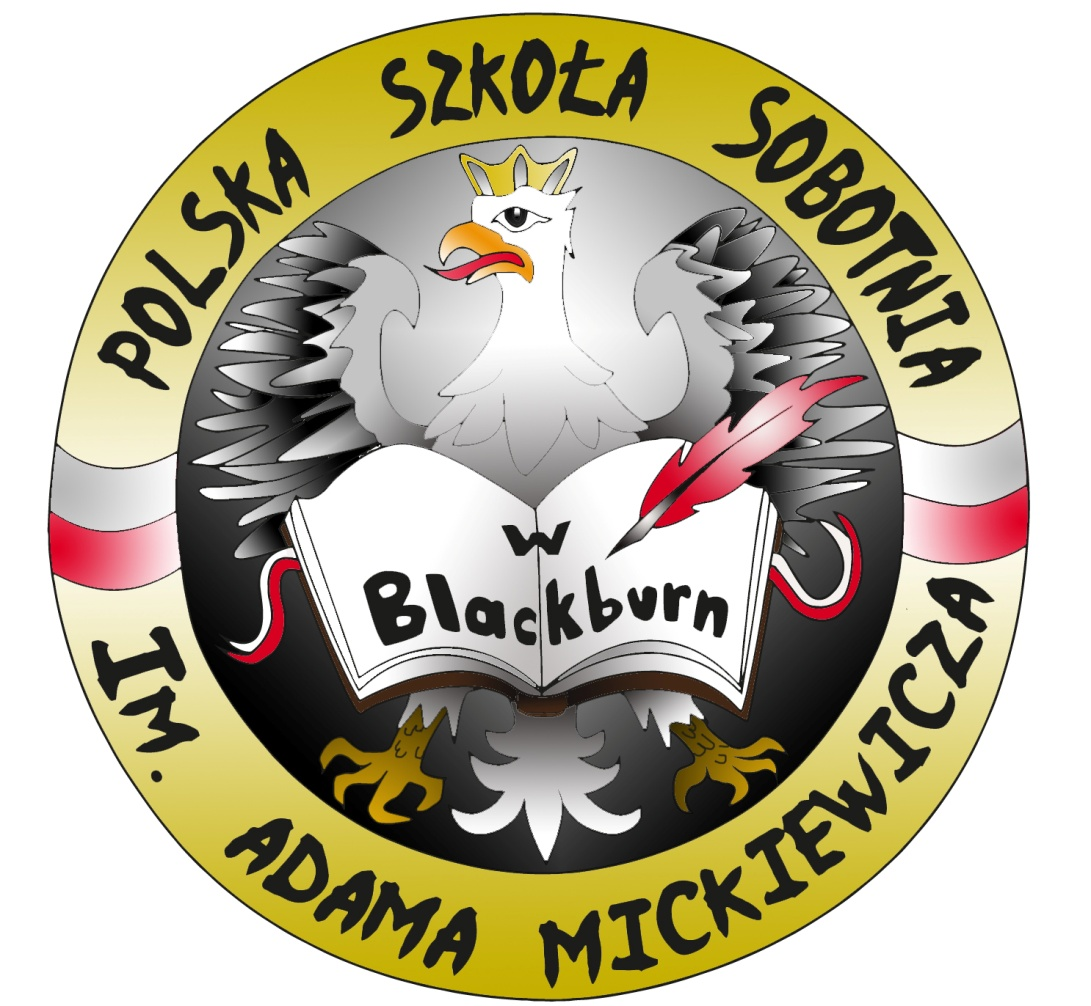 POLSKA SZKOŁA SOBOTNIA
IM. ADAMA MICKIEWICZA
w
Blackburn